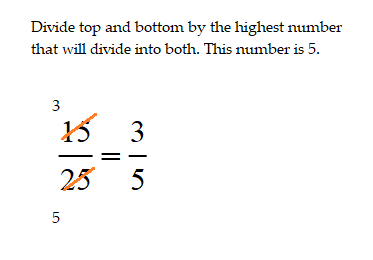 Divide top and bottom by the highest number
that will divide into both. This number is 5.
3
15 3
= 
25 5
5